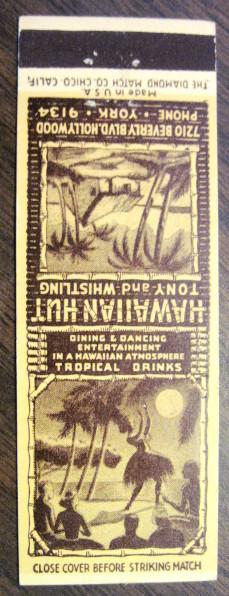 THE DIAMOND MATCH CO. CHICO. CALIF.
Made in U.S.A.
7210 BEVERLY BLVD. HOLLYWOOD
PHONE • YORK • 9134
HAWAIIAN HUT
TONY and WHISTLING
DINING & DANCING
ENTERTAINMENT
IN A HAWAIIAN ATMOSPHERE
TROPICAL DRINKS
CLOSE COVER BEFORE STRIKING MATCH